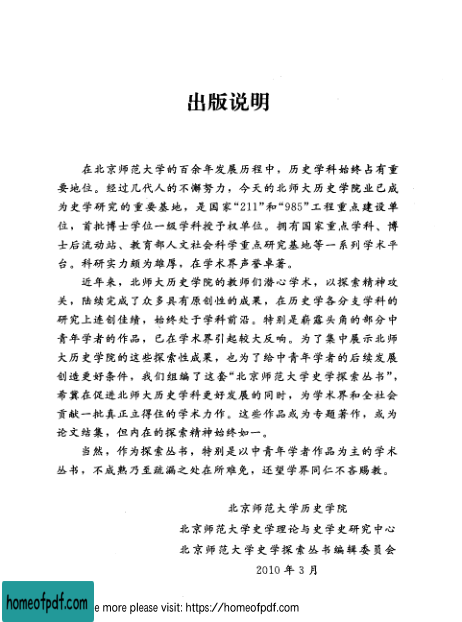 出版说明
在北京师范大学的百余年发展历程中，历史学科始终占有重
要地位。经过几代人的不懈努力，今天的北师大历史学院业已成
为史学研究的重要基地，是国家“211”和“985”工程重点建设单
位，首批博士学位一级学科授予权单位。拥有国家重点学科、博
士后流动站、教育部人文社会科学重点研究基地等一系列学术平
台。科研实力颇为雄厚，在学术界声誉卓著。
近年来，北师大历史学院的教师们潜心学术，以探索精神攻
关，陆续完成了众多具有原创性的成果，在历史学各分支学科的
研究上连创佳绩，始终处于学科前沿。特别是崭露头角的部分中
青年学者的作品，已在学术界引起较大反响。为了集中展示北师
大历史学院的这些探索性成果，也为了给中青年学者的后续发展
创造更好条件，我们组编了这套“北京师范大学史学探索丛书”，
希冀在促进北师大历史学科更好发展的同时，为学术界和全社会
贡献一批真正立得住的学术力作。这些作品或为专题著作，或为
论文结集，但内在的探索精神始终如一。
当然，作为探索丛书，特别是以中青年学者作品为主的学术
丛书，不成熟乃至疏漏之处在所难免，还望学界同仁不吝赐教。
北京师范大学历史学院
北京师范大学史学理论与史学史研究中心
北京师范大学史学探索丛书编辑委员会
2010 年 3 月
homeofpdf.com
e more please visit: https://homeofpdf.com